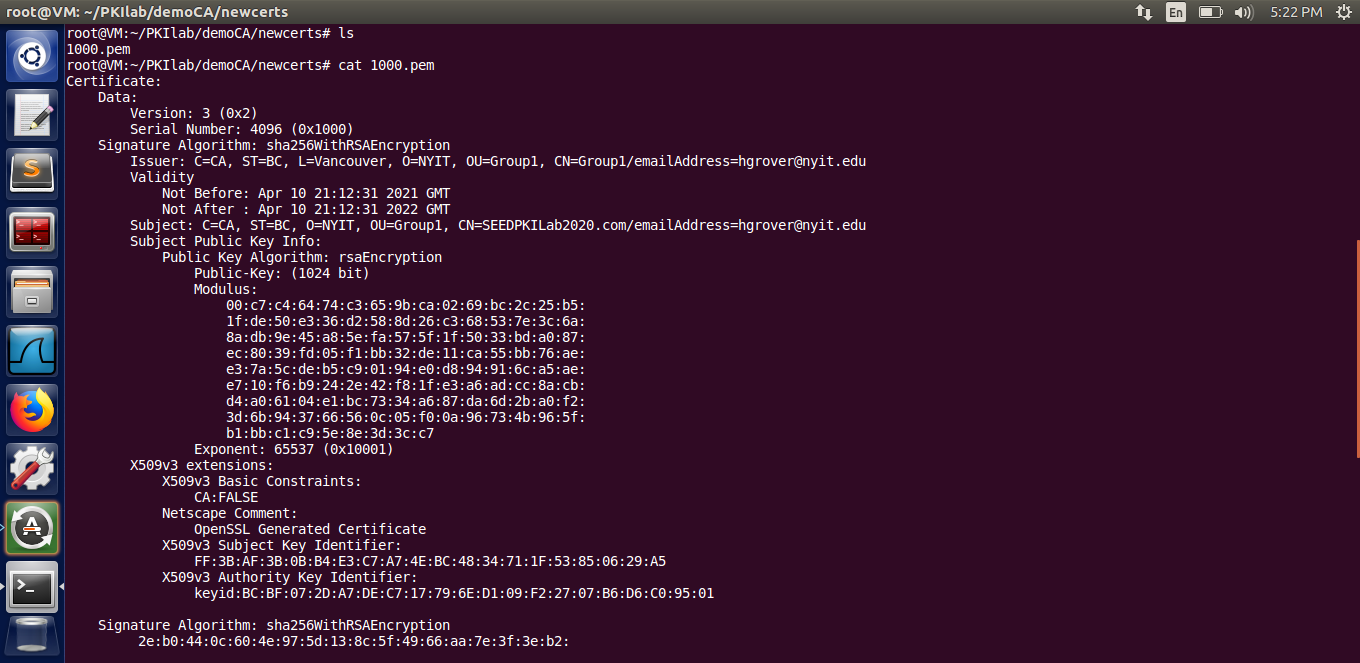 root@VM: ~/PKIlab/demoCA/newcerts
En
5:22 PM
root@VM:~/PKIlab/demoCA/newcerts# ls
1000.pem
root@VM:~/PKIlab/demoCA/newcerts# cat 1000.pem
Certificate:
    Data:
        Version: 3 (0x2)
        Serial Number: 4096 (0x1000)
    Signature Algorithm: sha256WithRSAEncryption
        Issuer: C=CA, ST=BC, L=Vancouver, O=NYIT, OU=Group1, CN=Group1/emailAddress=hgrover@nyit.edu
        Validity
            Not Before: Apr 10 21:12:31 2021 GMT
            Not After : Apr 10 21:12:31 2022 GMT
        Subject: C=CA, ST=BC, O=NYIT, OU=Group1, CN=SEEDPKILab2020.com/emailAddress=hgrover@nyit.edu
        Subject Public Key Info:
            Public Key Algorithm: rsaEncryption
                Public-Key: (1024 bit)
                Modulus:
                    00:c7:c4:64:74:c3:65:9b:ca:02:69:bc:2c:25:b5:
                    1f:de:50:e3:36:d2:58:8d:26:c3:68:53:7e:3c:6a:
                    8a:db:9e:45:a8:5e:fa:57:5f:1f:50:33:bd:a0:87:
                    ec:80:39:fd:05:f1:bb:32:de:11:ca:55:bb:76:ae:
                    e3:7a:5c:de:b5:c9:01:94:e0:d8:94:91:6c:a5:ae:
                    e7:10:f6:b9:24:2e:42:f8:1f:e3:a6:ad:cc:8a:cb:
                    d4:a0:61:04:e1:bc:73:34:a6:87:da:6d:2b:a0:f2:
                    3d:6b:94:37:66:56:0c:05:f0:0a:96:73:4b:96:5f:
                    b1:bb:c1:c9:5e:8e:3d:3c:c7
                Exponent: 65537 (0x10001)
        X509v3 extensions:
            X509v3 Basic Constraints:
                CA:FALSE
            Netscape Comment:
                OpenSSL Generated Certificate
            X509v3 Subject Key Identifier:
                FF:3B:AF:3B:0B:B4:E3:C7:A7:4E:BC:48:34:71:1F:53:85:06:29:A5
            X509v3 Authority Key Identifier:
                keyid:BC:BF:07:2D:A7:DE:C7:17:79:6E:D1:09:F2:27:07:B6:D6:C0:95:01
    Signature Algorithm: sha256WithRSAEncryption
         2e:b0:44:0c:60:4e:97:5d:13:8c:5f:49:66:aa:7e:3f:3e:b2: